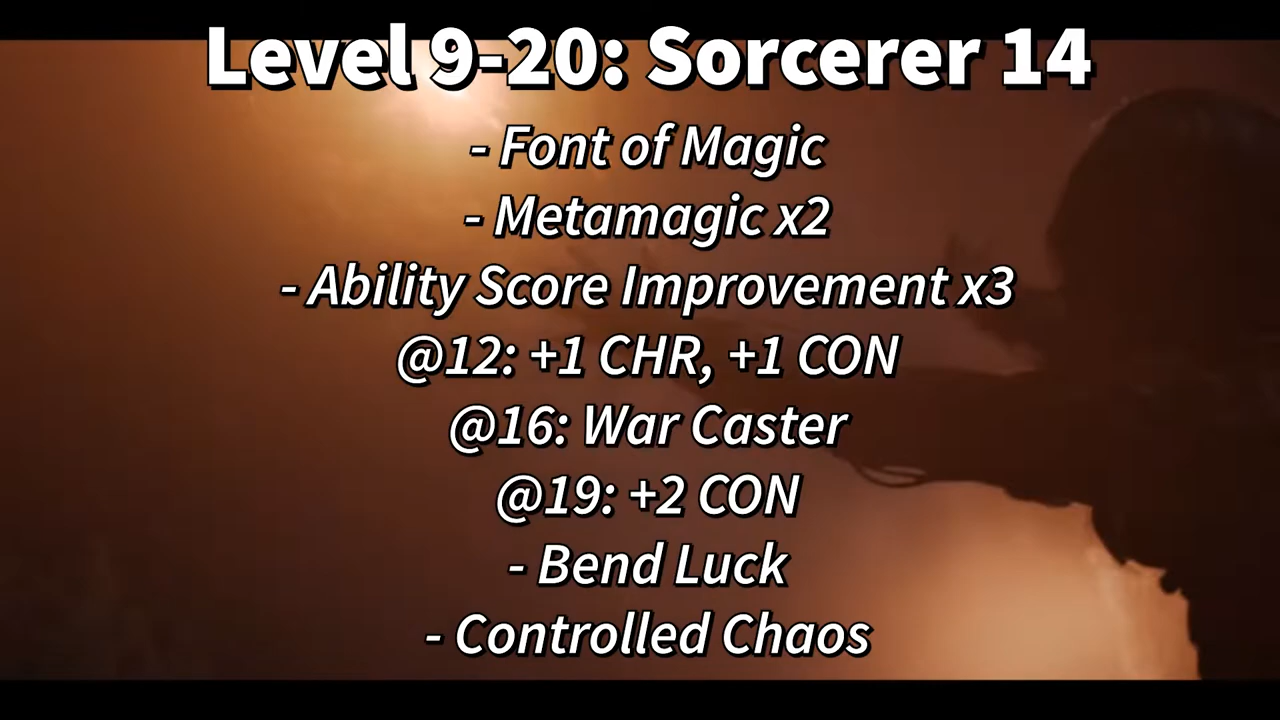 Level 9-20: Sorcerer 14
- Font of Magic
- Metamagic x2
- Ability Score Improvement x3
@12: +1 CHR, +1 CON
@16: War Caster
@19: +2 CON
- Bend Luck
- Controlled Chaos